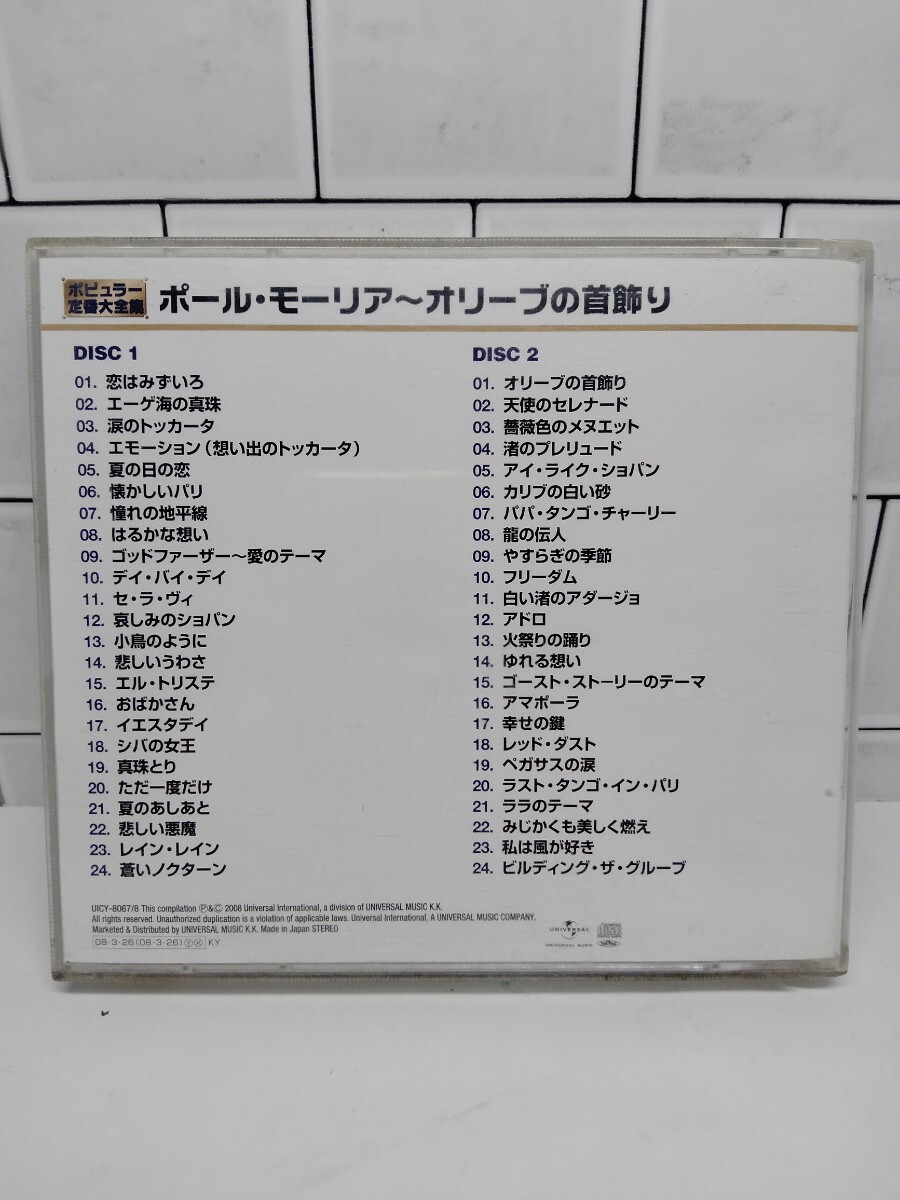 ポピュラー
定番大全集
ポール・モーリア～オリーブの首飾り
DISC 1
01. 恋はみずいろ
02. エーゲ海の真珠
03. 涙のトッカータ
04. エモーション(想い出のトッカータ)
05. 夏の日の恋
06. 懐かしいパリ
07. 憧れの地平線
08. はるかな想い
09. ゴッドファーザー～愛のテーマ
10. デイ・バイ・デイ
11. セ・ラ・ヴィ
12. 哀しみのショパン
13. 小鳥のように
14. 悲しいうわさ
15. エル・トリステ
16. おばかさん
17. イエスタデイ
18. シバの女王
19. 真珠とり
20. ただ一度だけ
21. 夏のあしあと
22. 悲しい悪魔
23. レイン・レイン
24. 蒼いノクターン
DISC 2
01. オリーブの首飾り
02. 天使のセレナード
03. 薔薇色のメヌエット
04. 渚のプレリュード
05. アイ・ライク・ショパン
06. カリブの白い砂
07. パパ・タンゴ・チャーリー
08. 龍の伝人
09. やすらぎの季節
10. フリーダム
11. 白い渚のアダージョ
12. アドロ
13. 火祭りの踊り
14. ゆれる想い
15. ゴースト・ストーリーのテーマ
16. アマポーラ
17. 幸せの鍵
18. レッド・ダスト
19. ペガサスの涙
20. ラスト・タンゴ・イン・パリ
21. ララのテーマ
22. みじかくも美しく燃え
23. 私は風が好き
24. ビルディング・ザ・グルーブ
UICY-8067/8 This compilation Ⓟ&© 2008 Universal International, a division of UNIVERSAL MUSIC K.K.
All rights reserved. Unauthorized duplication is a violation of applicable laws. Universal International, A UNIVERSAL MUSIC COMPANY.
Marketed & Distributed by UNIVERSAL MUSIC K.K. Made in Japan STEREO
08·3·26(08·3·26)ⓎⓍKY
UNIVERSAL
UNIVERSAL MUSIC